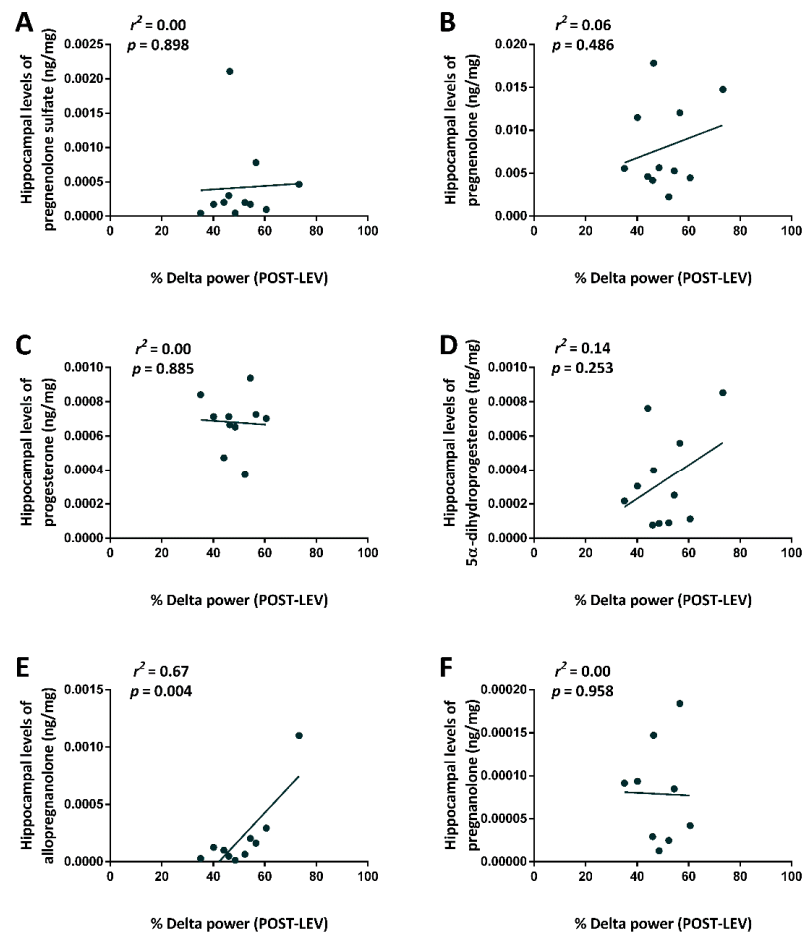 A
r² = 0.00
p = 0.898
Hippocampal levels of
pregnenolone sulfate (ng/mg)
0.0025
0.0020
0.0015
0.0010
0.0005
0.0000
0 20 40 60 80 100
% Delta power (POST-LEV)
B
r² = 0.06
p = 0.486
Hippocampal levels of
pregnenolone (ng/mg)
0.020
0.015
0.010
0.005
0.000
0 20 40 60 80 100
% Delta power (POST-LEV)
C
r² = 0.00
p = 0.885
Hippocampal levels of
progesterone (ng/mg)
0.0010
0.0008
0.0006
0.0004
0.0002
0.0000
0 20 40 60 80 100
% Delta power (POST-LEV)
D
r² = 0.14
p = 0.253
Hippocampal levels of
5α-dihydroprogesterone (ng/mg)
0.0010
0.0008
0.0006
0.0004
0.0002
0.0000
0 20 40 60 80 100
% Delta power (POST-LEV)
E
r² = 0.67
p = 0.004
Hippocampal levels of
allopregnanolone (ng/mg)
0.0015
0.0010
0.0005
0.0000
0 20 40 60 80 100
% Delta power (POST-LEV)
F
r² = 0.00
p = 0.958
Hippocampal levels of
pregnanolone (ng/mg)
0.00020
0.00015
0.00010
0.00005
0.00000
0 20 40 60 80 100
% Delta power (POST-LEV)